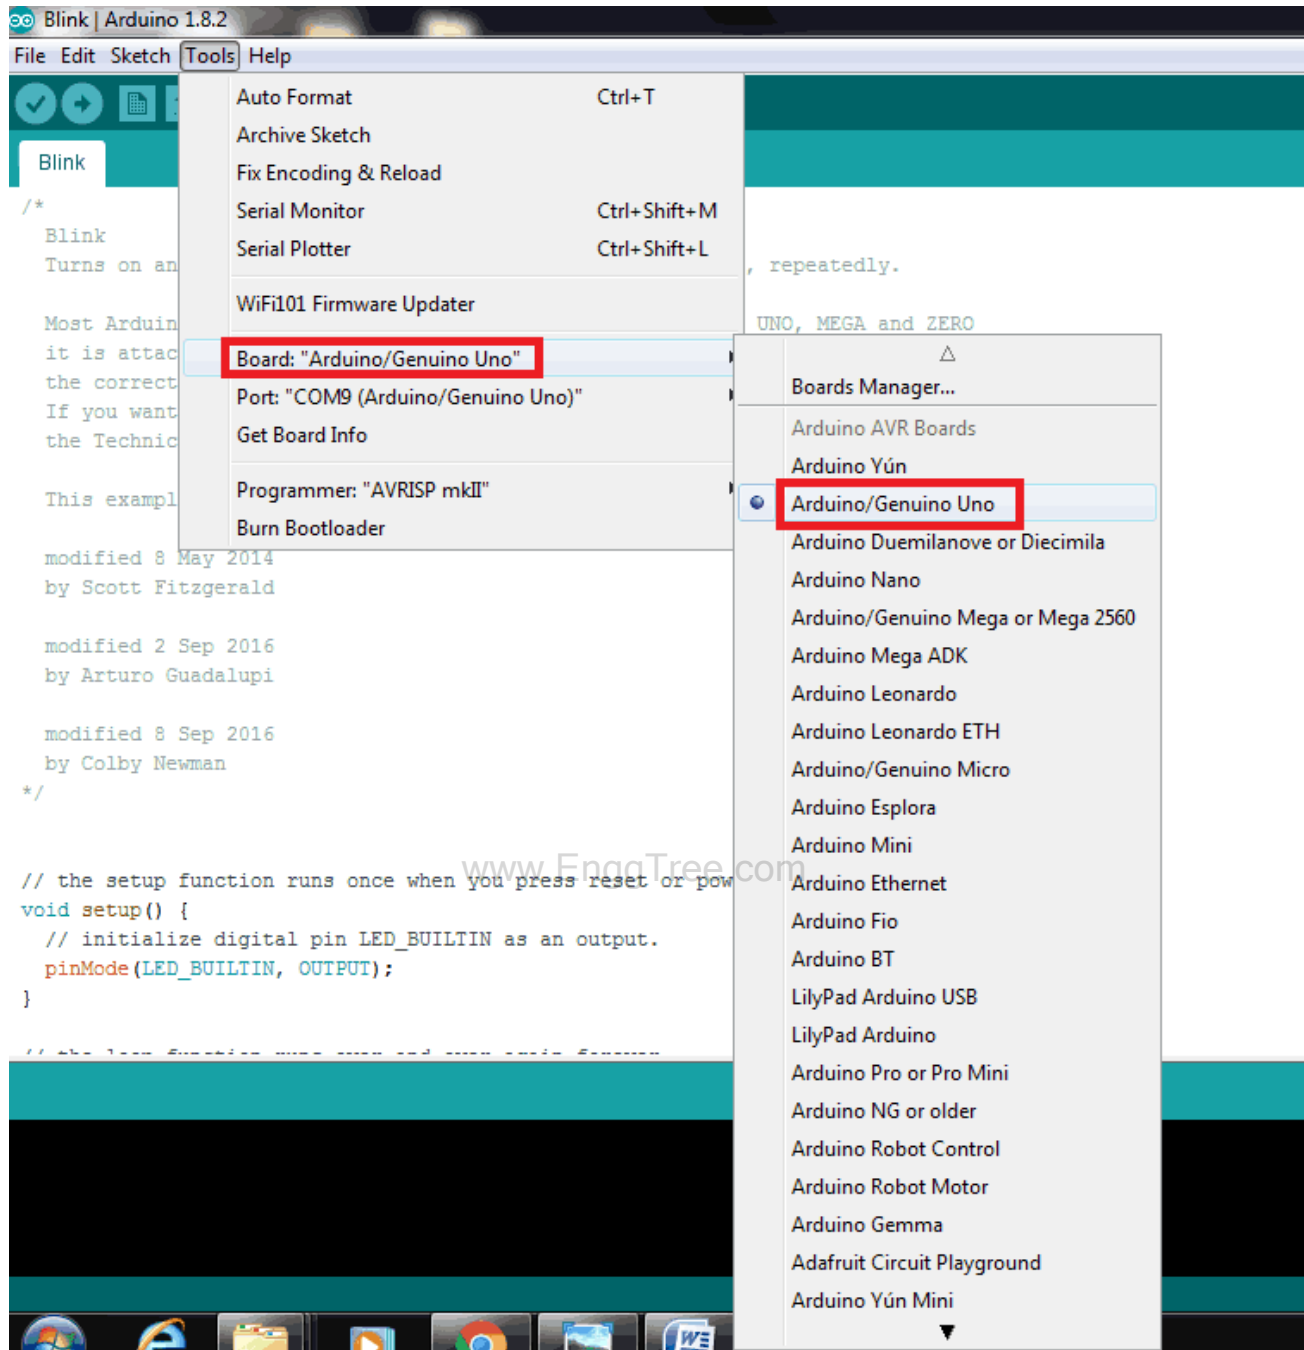 Blink | Arduino 1.8.2
File Edit Sketch Tools Help
Auto Format Ctrl+T
Archive Sketch
Fix Encoding & Reload
Serial Monitor Ctrl+Shift+M
Serial Plotter Ctrl+Shift+L
WiFi101 Firmware Updater
Board: "Arduino/Genuino Uno"
Port: "COM9 (Arduino/Genuino Uno)"
Get Board Info
Programmer: "AVRISP mkII"
Burn Bootloader
Boards Manager...
Arduino AVR Boards
Arduino Yún
Arduino/Genuino Uno
Arduino Duemilanove or Diecimila
Arduino Nano
Arduino/Genuino Mega or Mega 2560
Arduino Mega ADK
Arduino Leonardo
Arduino Leonardo ETH
Arduino/Genuino Micro
Arduino Esplora
Arduino Mini
Arduino Ethernet
Arduino Fio
Arduino BT
LilyPad Arduino USB
LilyPad Arduino
Arduino Pro or Pro Mini
Arduino NG or older
Arduino Robot Control
Arduino Robot Motor
Arduino Gemma
Adafruit Circuit Playground
Arduino Yún Mini
Blink
/*
Blink
Turns on an , repeatedly.
Most Arduin UNO, MEGA and ZERO
it is attac
the correct
If you want
the Technic
This exampl
modified 8 May 2014
by Scott Fitzgerald
modified 2 Sep 2016
by Arturo Guadalupi
modified 8 Sep 2016
by Colby Newman
*/
www.EnggTree.com
// the setup function runs once when you press reset or pow
void setup() {
// initialize digital pin LED_BUILTIN as an output.
pinMode(LED_BUILTIN, OUTPUT);
}
// the loop function runs over and over again forever